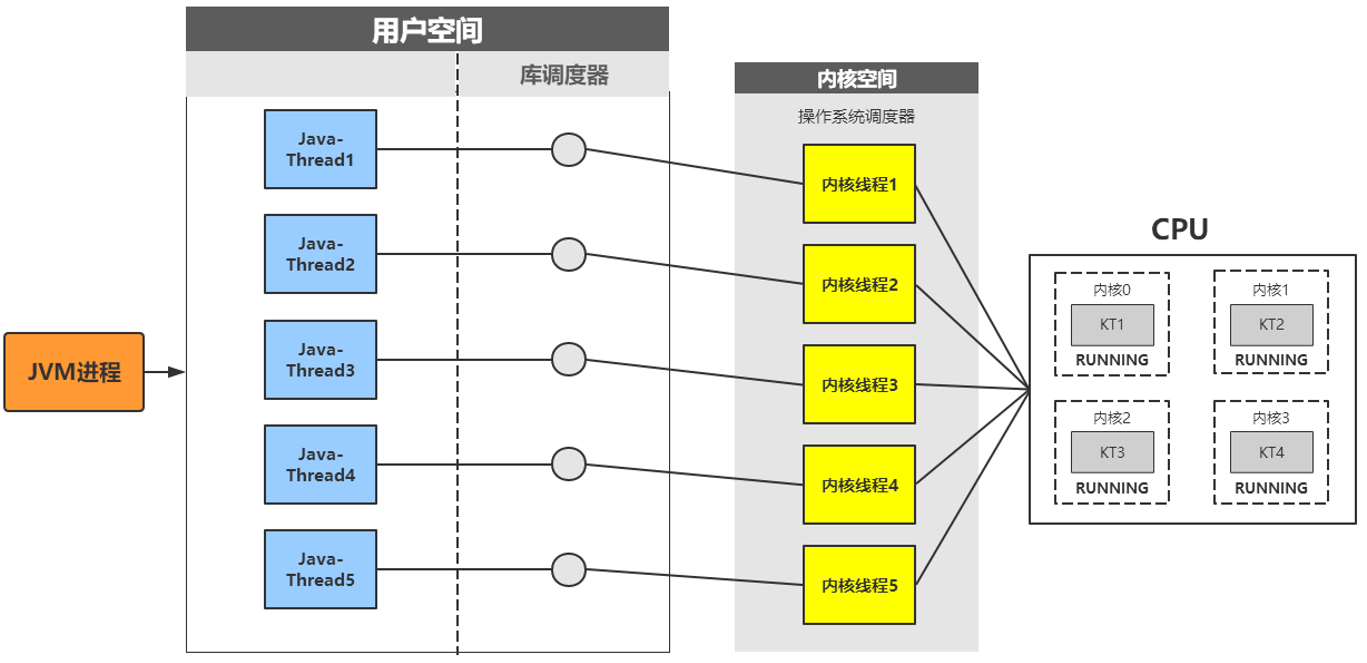 用户空间
库调度器
Java-
Thread1
Java-
Thread2
Java-
Thread3
Java-
Thread4
Java-
Thread5
JVM进程
内核空间
操作系统调度器
内核线程1
内核线程2
内核线程3
内核线程4
内核线程5
CPU
内核0
KT1
RUNNING
内核1
KT2
RUNNING
内核2
KT3
RUNNING
内核3
KT4
RUNNING